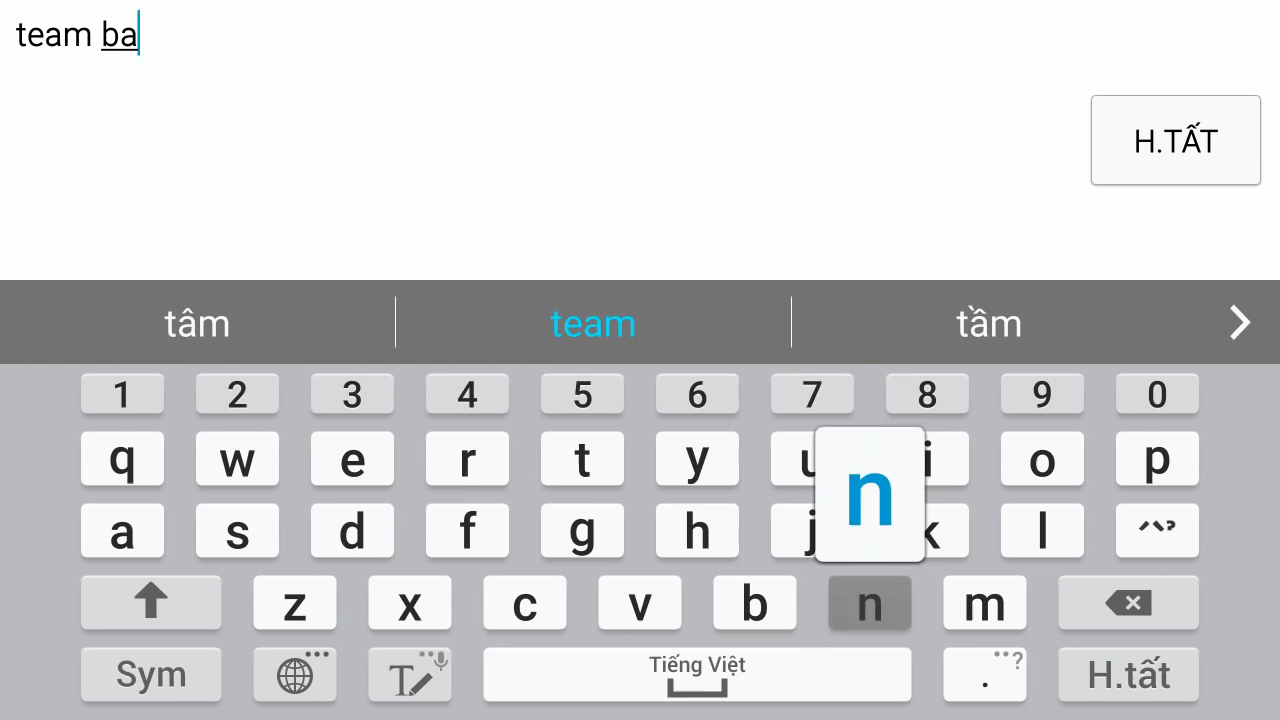 team ba
H.TẤT
tâm team tầm
1 2 3 4 5 6 7 8 9 0
q w e r t y u i o p
n
a s d f g h j k l ^^?
z x c v b n m
Sym T Tiếng Việt . ? H.tất